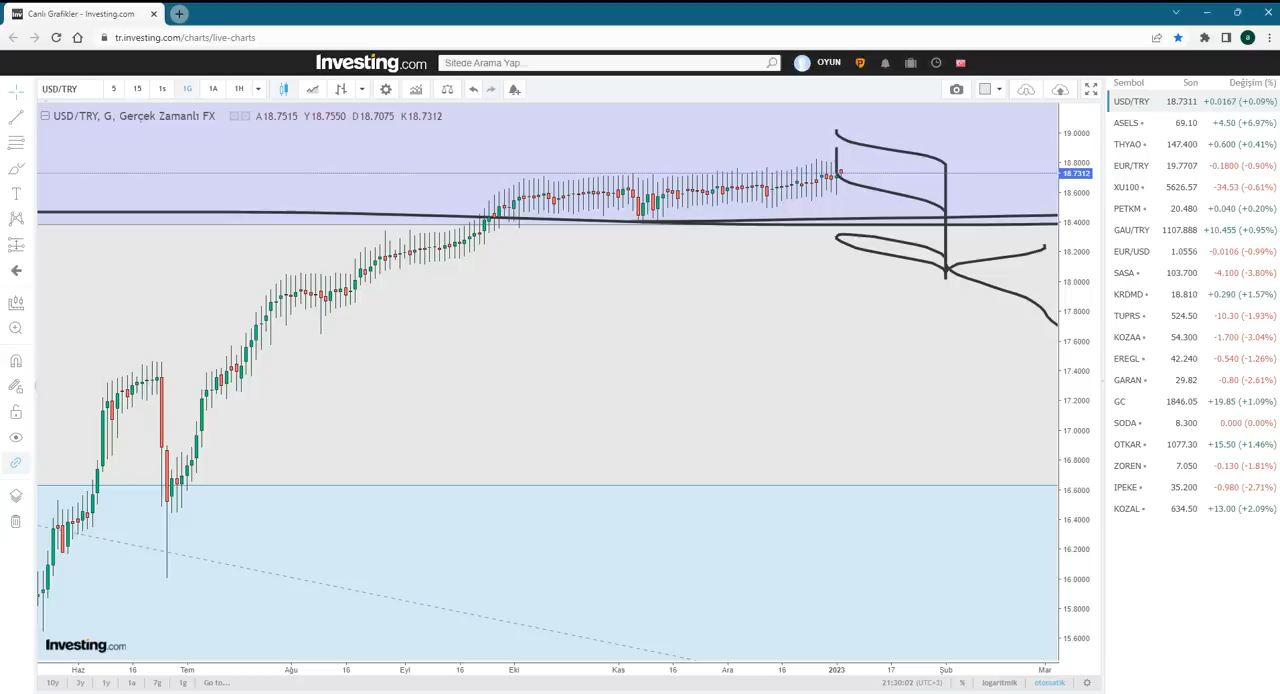 Canlı Grafikler - Investing.com
tr.investing.com/charts/live-charts
Investing.com
Sitede Arama Yap...
OYUN
USD/TRY 5 15 1s 1G 1A 1H
USD/TRY, G, Gerçek Zamanlı FX A18.7515 Y18.7550 D18.7075 K18.7312
19.0000
18.8000
18.7312
18.6000
18.4000
18.2000
18.0000
17.8000
17.6000
17.4000
17.2000
17.0000
16.8000
16.6000
16.4000
16.2000
16.0000
15.8000
15.6000
Investing.com
Haz 16 Tem Ağu 16 Eyl 16 Eki Kas 16 Ara 16 2023 17 Şub Mar
10y 3y 1y 1a 7g 1g Go to...
21:30:02 (UTC+3) % logaritmik otomatik
Sembol Son Değişim (%)
USD/TRY 18.7311 +0.0167 (+0.09%)
ASELS 69.10 +4.50 (+6.97%)
THYAO 147.400 +0.600 (+0.41%)
EUR/TRY 19.7707 -0.1800 (-0.90%)
XU100 5626.57 -34.53 (-0.61%)
PETKM 20.480 +0.040 (+0.20%)
GAU/TRY 1107.888 +10.455 (+0.95%)
EUR/USD 1.0556 -0.0106 (-0.99%)
SASA 103.700 -4.100 (-3.80%)
KRDMD 18.810 +0.290 (+1.57%)
TUPRS 524.50 -10.30 (-1.93%)
KOZAA 54.300 -1.700 (-3.04%)
EREGL 42.240 -0.540 (-1.26%)
GARAN 29.82 -0.80 (-2.61%)
GC 1846.05 +19.85 (+1.09%)
SODA 8.300 0.000 (0.00%)
OTKAR 1077.30 +15.50 (+1.46%)
ZOREN 7.050 -0.130 (-1.81%)
IPEKE 35.200 -0.980 (-2.71%)
KOZAL 634.50 +13.00 (+2.09%)